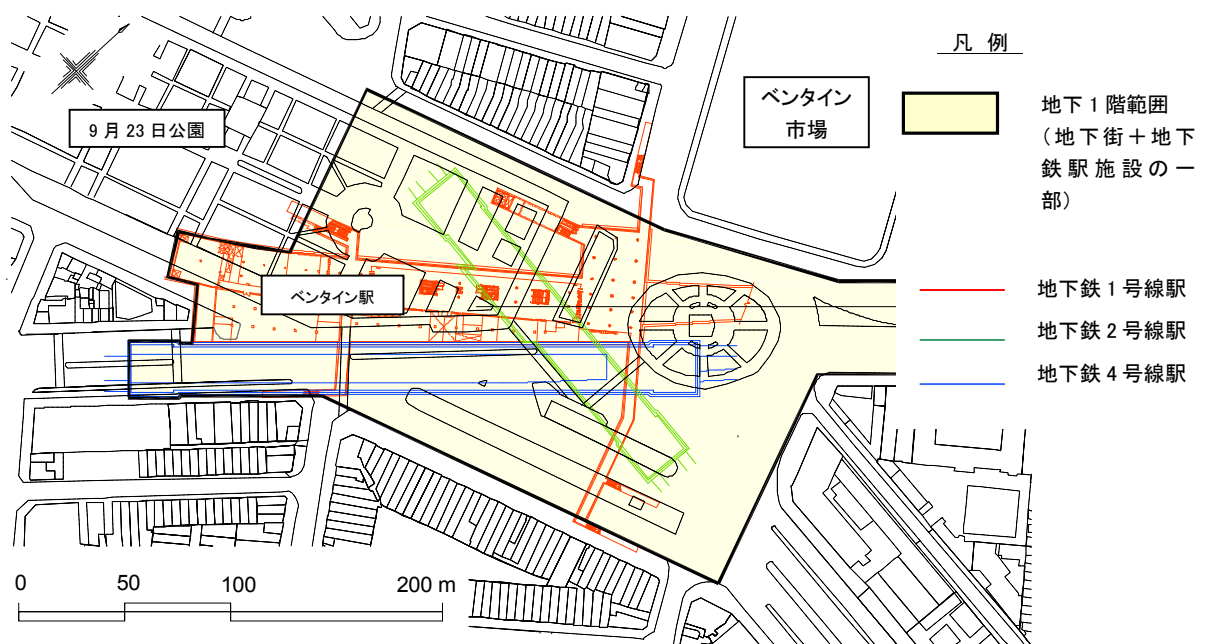 凡 例
ベンタイン
市場
地下 1 階範囲
（地下街＋地下
鉄駅施設の一
部）
9 月 23 日公園
ベンタイン駅
地下鉄 1 号線駅
地下鉄 2 号線駅
地下鉄 4 号線駅
0 50 100 200 m